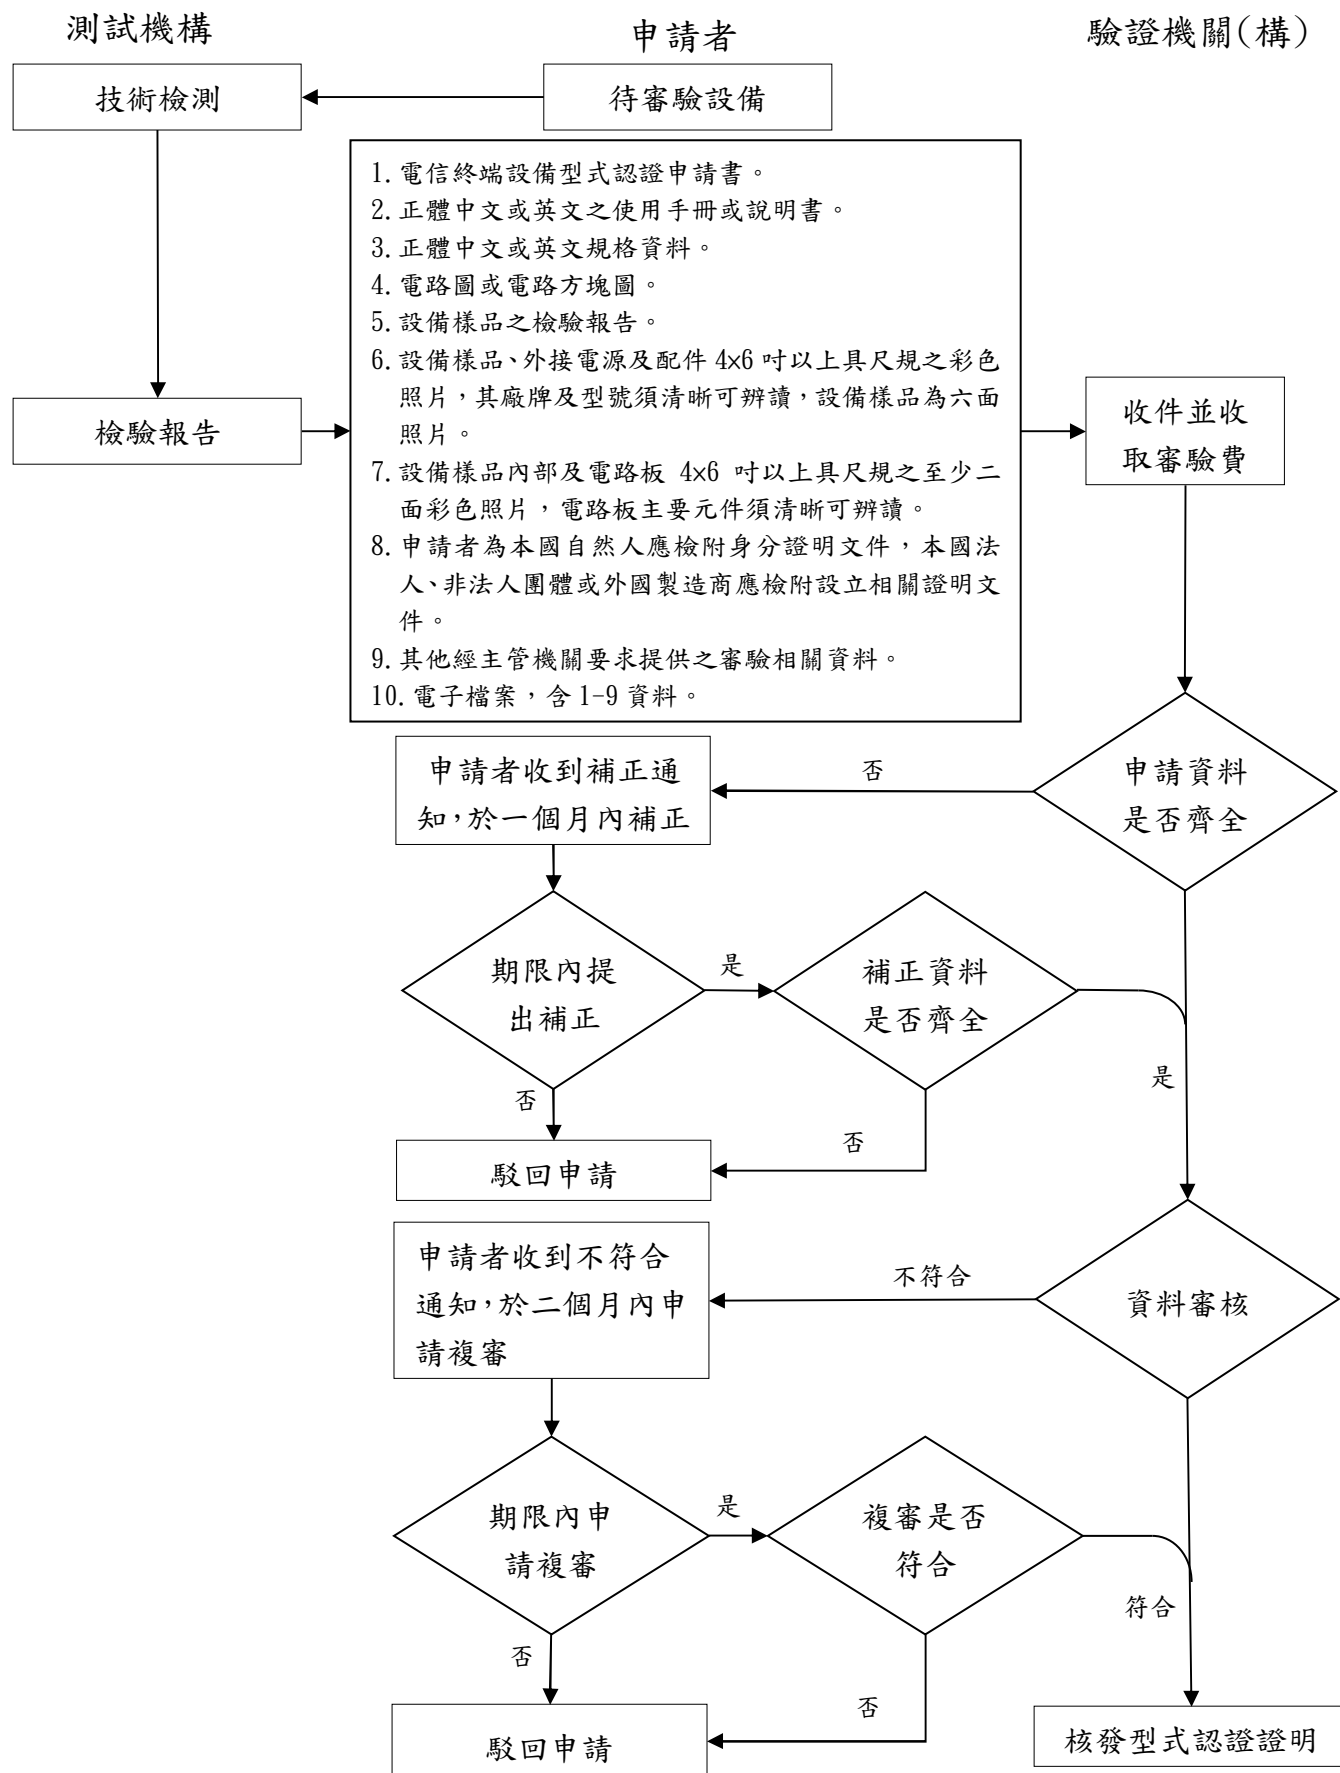 測試機構
申請者
驗證機關(構)
技術檢測
待審驗設備
1.電信終端設備型式認證申請書。
2.正體中文或英文之使用手冊或說明書。
3.正體中文或英文規格資料。
4.電路圖或電路方塊圖。
5.設備樣品之檢驗報告。
6.設備樣品、外接電源及配件 4×6 吋以上具尺規之彩色
照片，其廠牌及型號須清晰可辨讀，設備樣品為六面
照片。
7.設備樣品內部及電路板 4×6 吋以上具尺規之至少二
面彩色照片，電路板主要元件須清晰可辨讀。
8.申請者為本國自然人應檢附身分證明文件，本國法
人、非法人團體或外國製造商應檢附設立相關證明文
件。
9.其他經主管機關要求提供之審驗相關資料。
10.電子檔案，含 1-9 資料。
檢驗報告
收件並收
取審驗費
申請者收到補正通
知，於一個月內補正
否
申請資料
是否齊全
期限內提
出補正
是
補正資料
是否齊全
是
否
否
駁回申請
申請者收到不符合
通知，於二個月內申
請複審
不符合
資料審核
期限內申
請複審
是
複審是否
符合
符合
否
否
駁回申請
核發型式認證證明